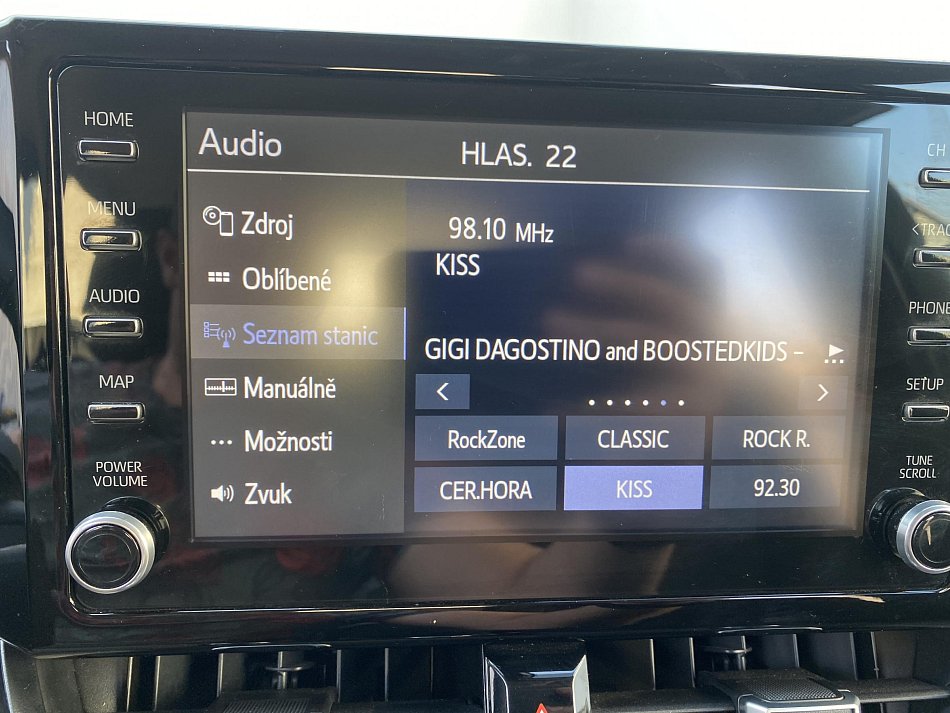 HOME
MENU
AUDIO
MAP
POWER
VOLUME
Audio
HLAS. 22
Zdroj
Oblíbené
Seznam stanic
Manuálně
Možnosti
Zvuk
98.10 MHz
KISS
GIGI DAGOSTINO and BOOSTEDKIDS –
RockZone
CLASSIC
ROCK R.
CER.HORA
KISS
92.30
CH
<TRAC
PHONE
SETUP
TUNE
SCROLL